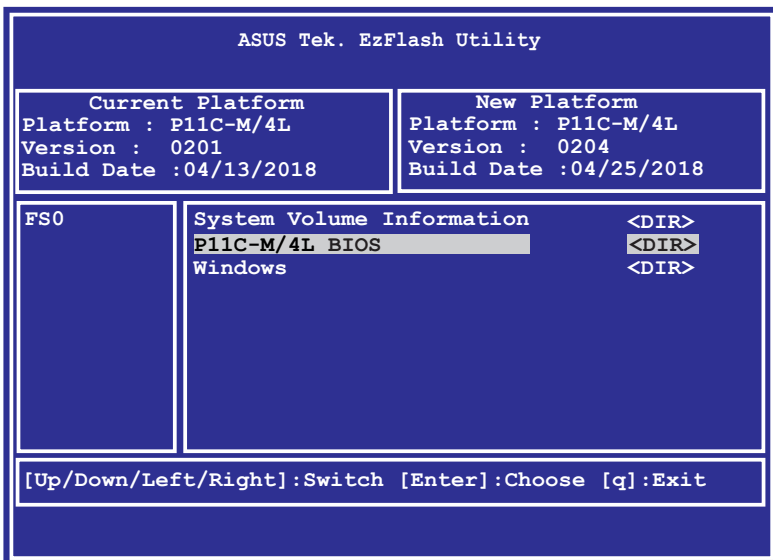 ASUS Tek. EzFlash Utility
Current Platform
Platform : P11C-M/4L
Version : 0201
Build Date :04/13/2018
New Platform
Platform : P11C-M/4L
Version : 0204
Build Date :04/25/2018
FS0
System Volume Information <DIR>
P11C-M/4L BIOS <DIR>
Windows <DIR>
[Up/Down/Left/Right]:Switch [Enter]:Choose [q]:Exit